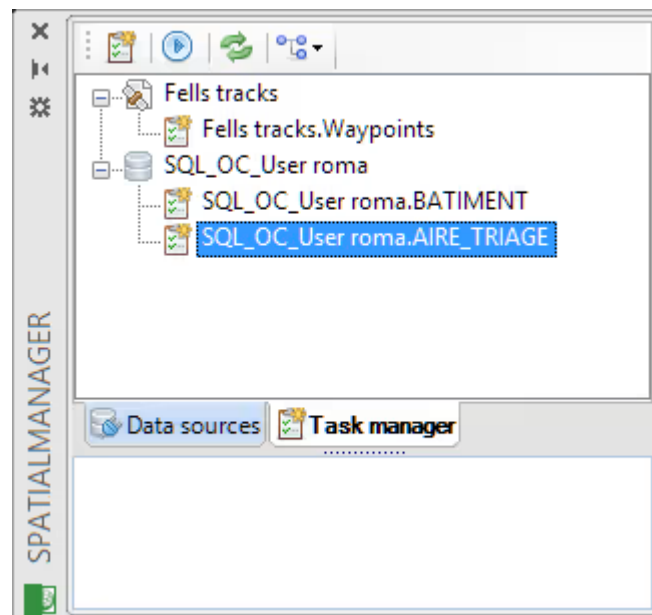 Fells tracks
Fells tracks.Waypoints
SQL_OC_User roma
SQL_OC_User roma.BATIMENT
SQL_OC_User roma.AIRE_TRIAGE
Data sources
Task manager
SPATIALMANAGER